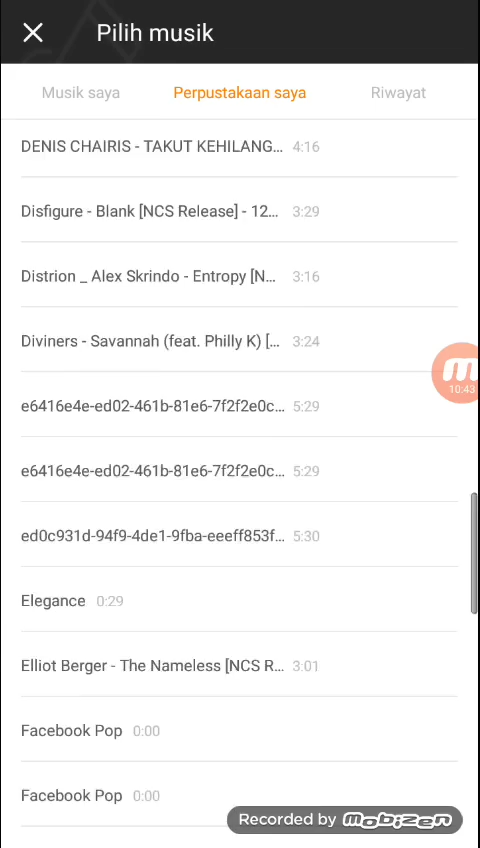 Pilih musik
Musik saya Perpustakaan saya Riwayat
DENIS CHAIRIS - TAKUT KEHILANG... 4:16
Disfigure - Blank [NCS Release] - 12... 3:29
Distrion _ Alex Skrindo - Entropy [N... 3:16
Diviners - Savannah (feat. Philly K) [... 3:24
10:43
e6416e4e-ed02-461b-81e6-7f2f2e0c... 5:29
e6416e4e-ed02-461b-81e6-7f2f2e0c... 5:29
ed0c931d-94f9-4de1-9fba-eeeff853f... 5:30
Elegance 0:29
Elliot Berger - The Nameless [NCS R... 3:01
Facebook Pop 0:00
Facebook Pop 0:00
Recorded by mobizen